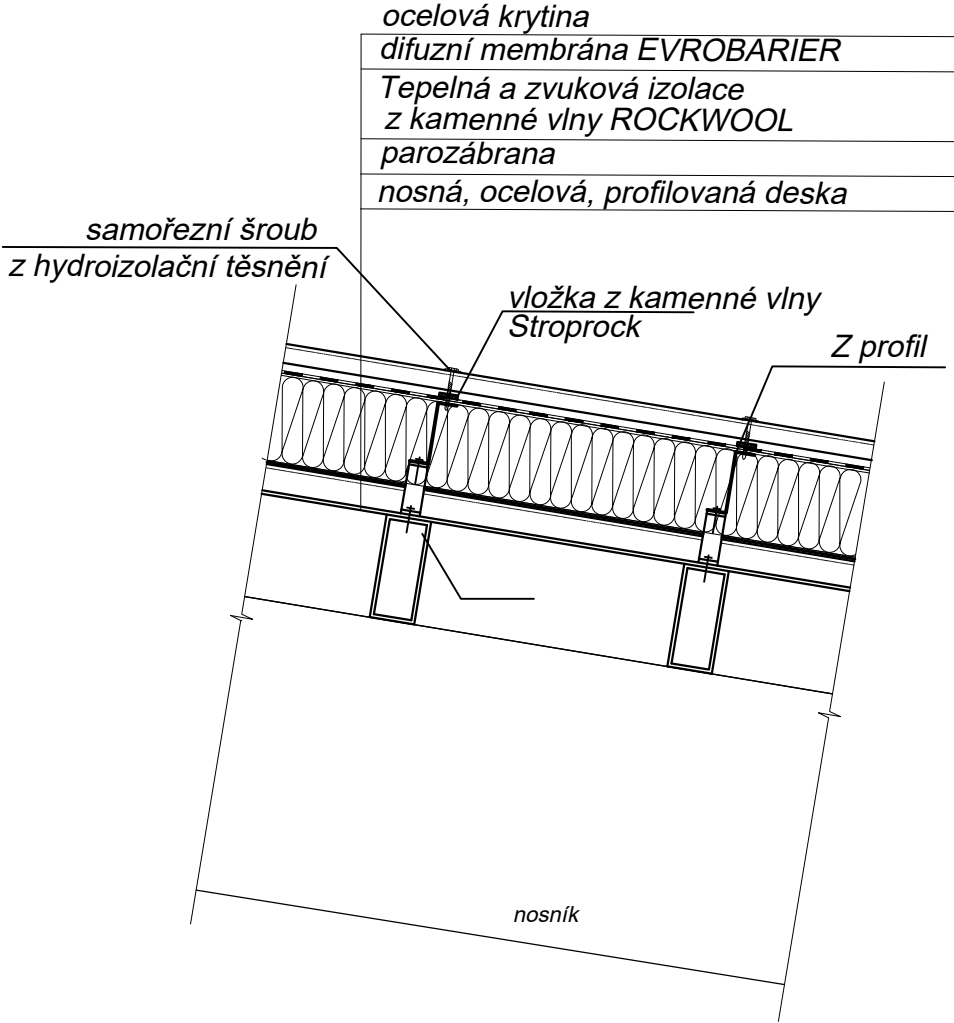 ocelová krytina
difuzní membrána EVROBARIER
Tepelná a zvuková izolace
z kamenné vlny ROCKWOOL
parozábrana
nosná, ocelová, profilovaná deska
samořezní šroub
z hydroizolační těsnění
vložka z kamenné vlny
Stroprock
Z profil
nosník